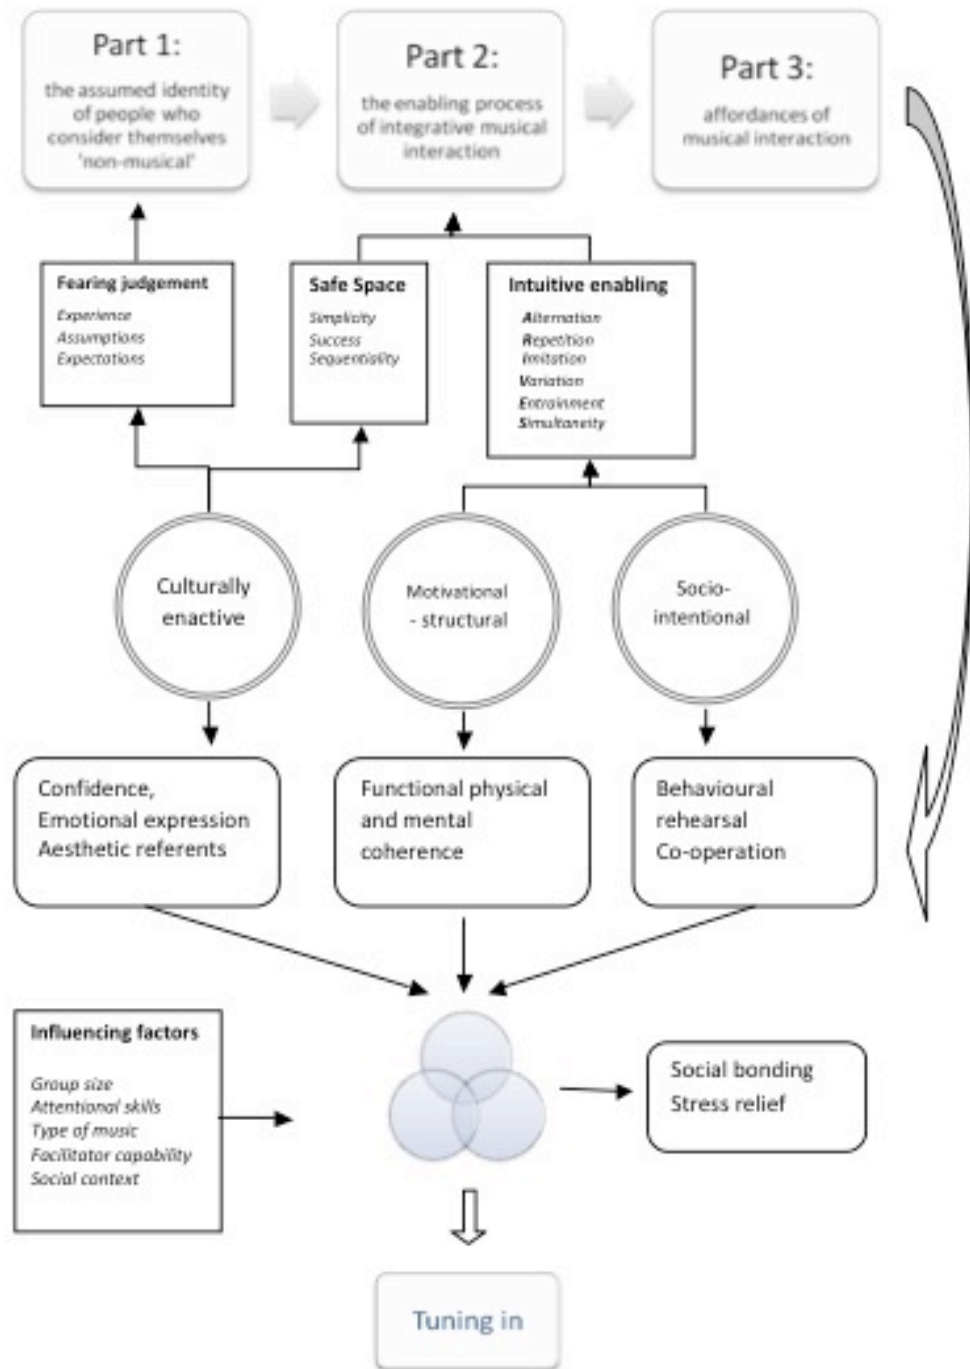 Part 1:
the assumed identity
of people who
consider themselves
'non-musical'
Part 2:
the enabling process
of integrative musical
interaction
Part 3:
affordances of
musical interaction
Fearing judgement
Experience
Assumptions
Expectations
Safe Space
Simplicity
Success
Sequentiality
Intuitive enabling
Alternation
Repetition
Imitation
Variation
Entrainment
Simultaneity
Culturally
enactive
Motivational
- structural
Socio-
intentional
Confidence,
Emotional expression
Aesthetic referents
Functional physical
and mental
coherence
Behavioural
rehearsal
Co-operation
Influencing factors
Group size
Attentional skills
Type of music
Facilitator capability
Social context
Social bonding
Stress relief
Tuning in